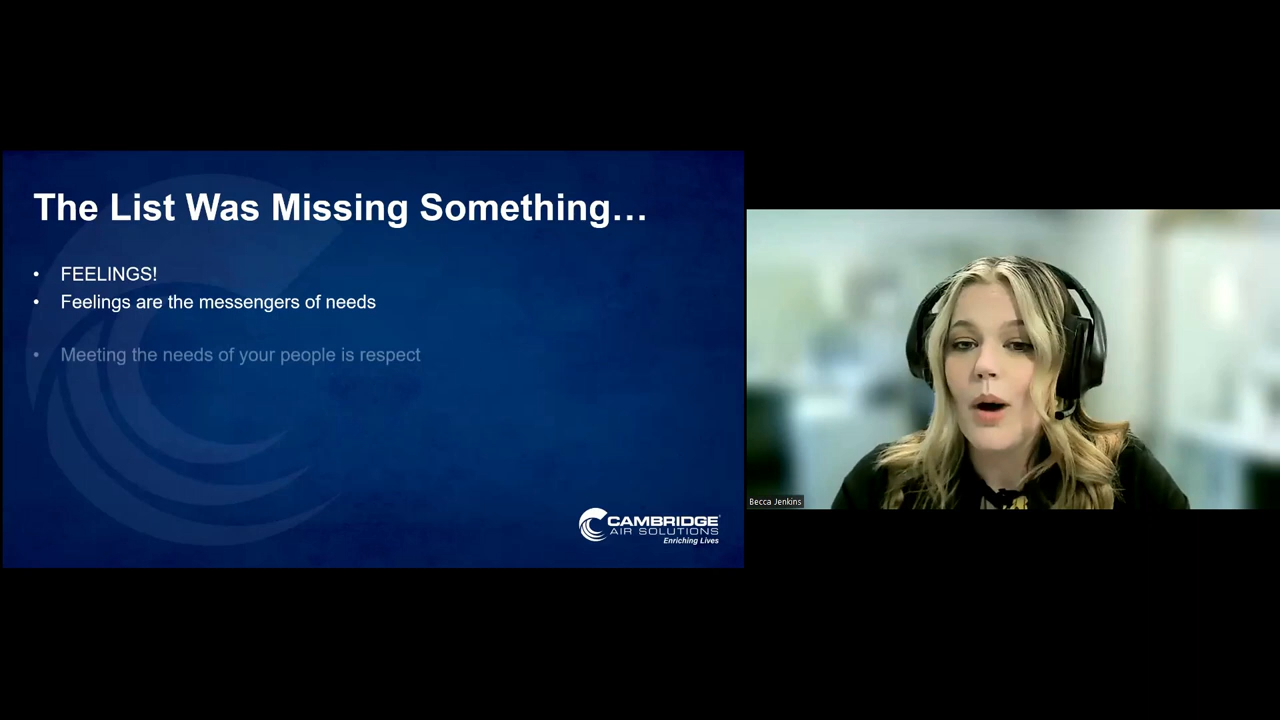 The List Was Missing Something…
• FEELINGS!
• Feelings are the messengers of needs
• Meeting the needs of your people is respect
CAMBRIDGE®
AIR SOLUTIONS
Enriching Lives
Becca Jenkins